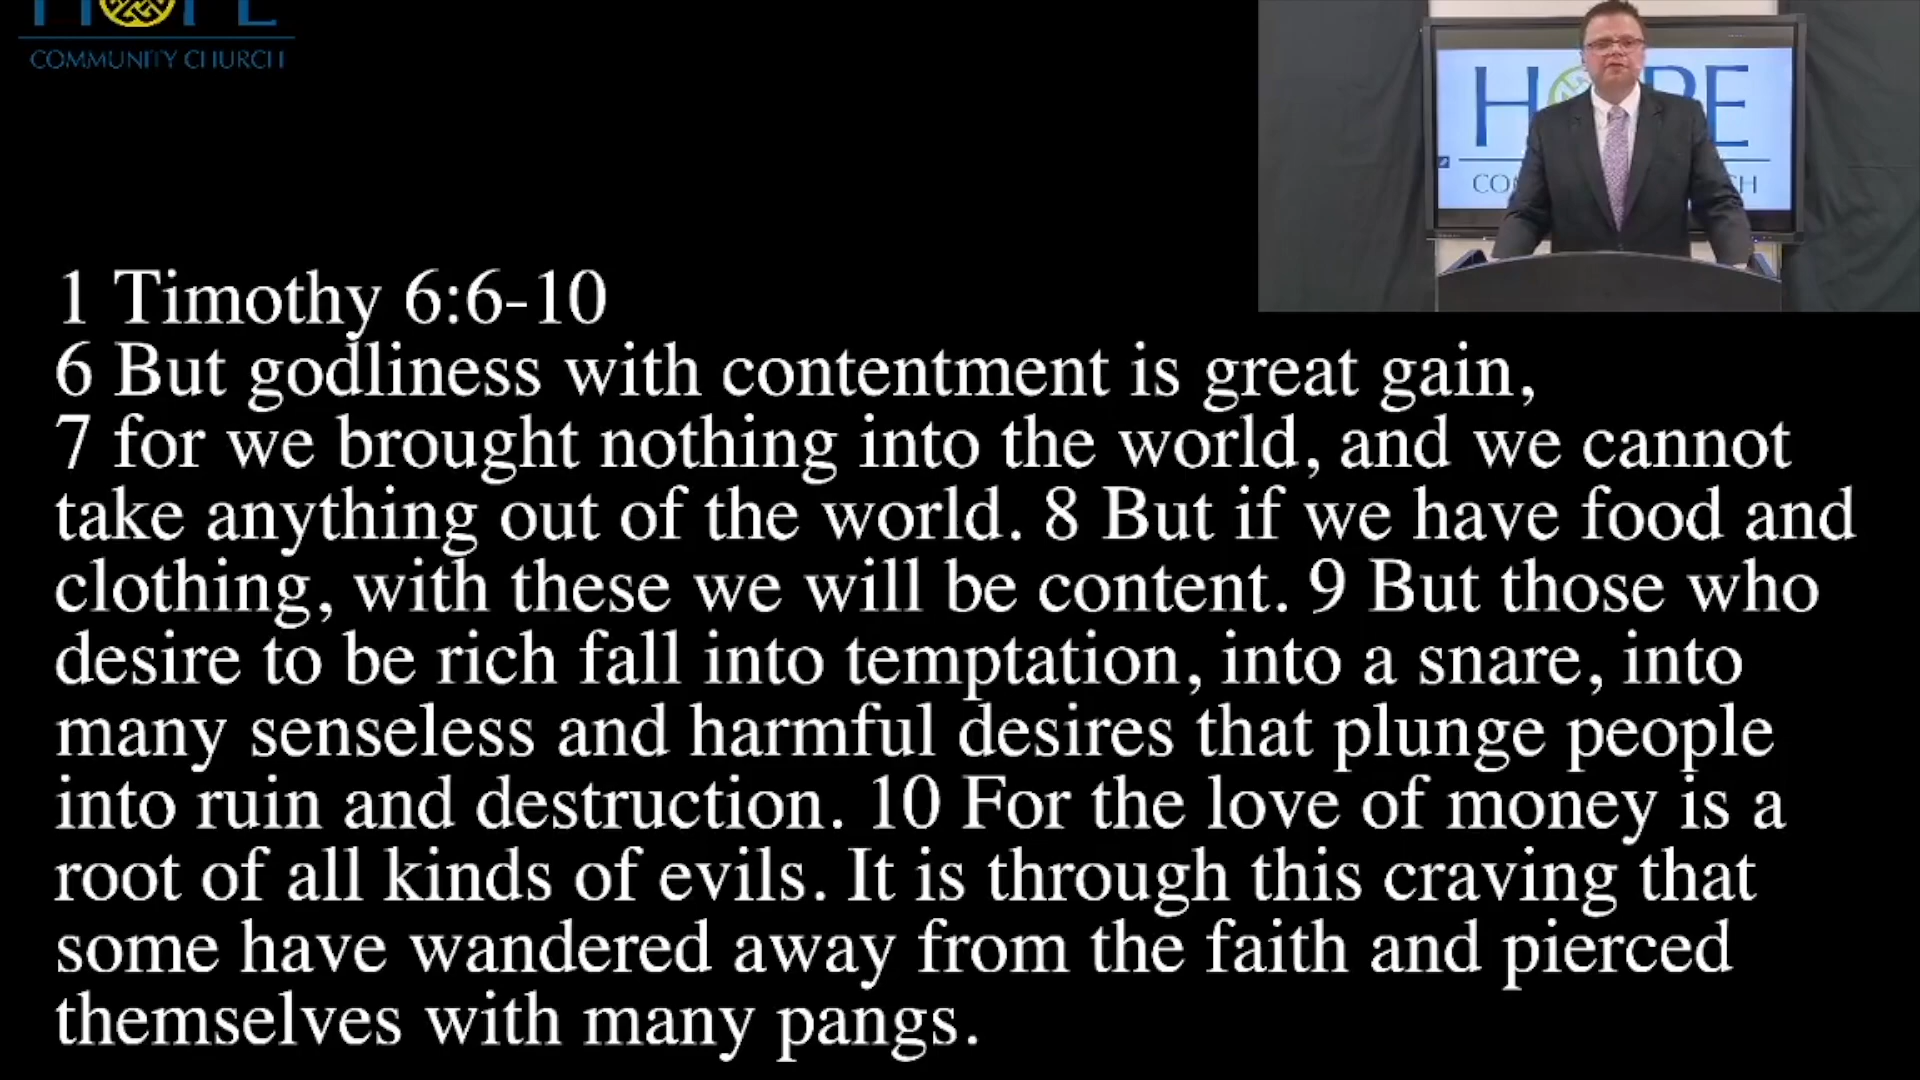 HOPE
COMMUNITY CHURCH
HOPE
CO CH
1 Timothy 6:6-10
6 But godliness with contentment is great gain,
7 for we brought nothing into the world, and we cannot
take anything out of the world. 8 But if we have food and
clothing, with these we will be content. 9 But those who
desire to be rich fall into temptation, into a snare, into
many senseless and harmful desires that plunge people
into ruin and destruction. 10 For the love of money is a
root of all kinds of evils. It is through this craving that
some have wandered away from the faith and pierced
themselves with many pangs.